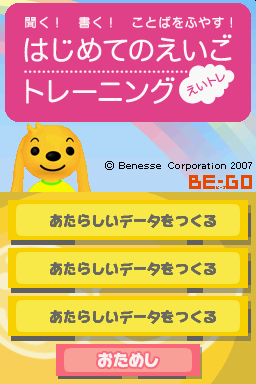 聞く！ 書く！ ことばをふやす！
はじめてのえいご
トレーニング えいトレ
© Benesse Corporation 2007
BE-GO
あたらしいデータをつくる
あたらしいデータをつくる
あたらしいデータをつくる
おためし